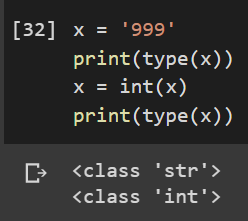 [32] x = '999'
print(type(x))
x = int(x)
print(type(x))
<class 'str'>
<class 'int'>